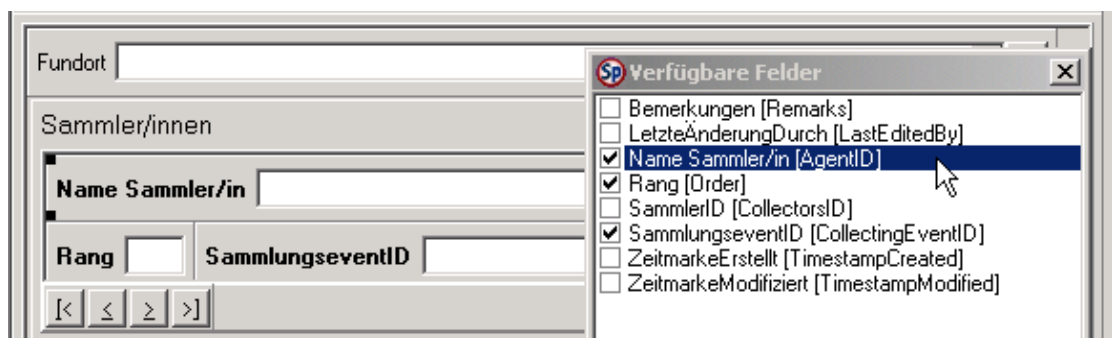 Fundort
Sammler/innen
Name Sammler/in
Rang
SammlungseventID
[< < > >]
Sp Verfügbare Felder
Bemerkungen [Remarks]
LetzteÄnderungDurch [LastEditedBy]
Name Sammler/in [AgentID]
Rang [Order]
SammlerID [CollectorsID]
SammlungseventID [CollectingEventID]
ZeitmarkeErstellt [TimestampCreated]
ZeitmarkeModifiziert [TimestampModified]